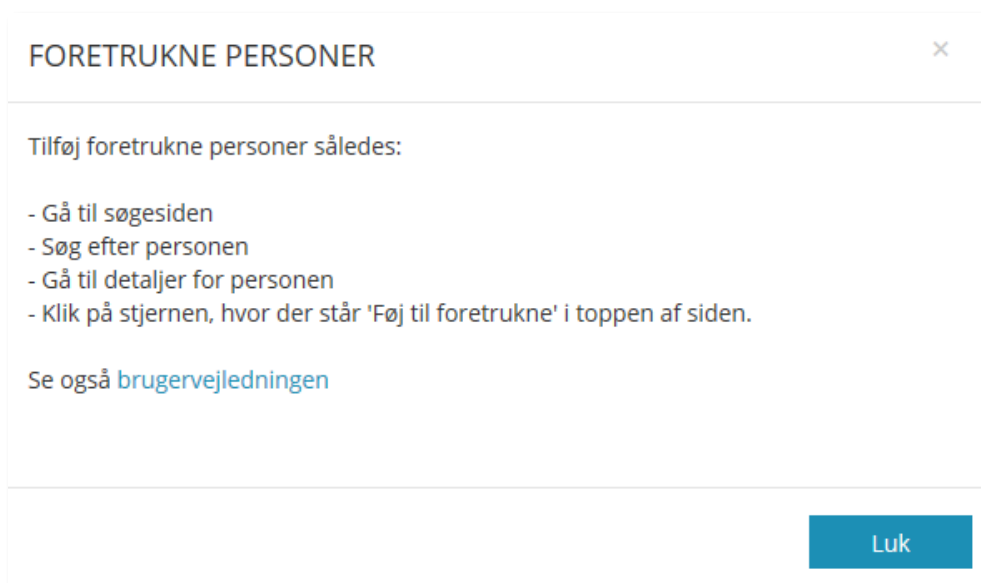 FORETRUKNE PERSONER
×
Tilføj foretrukne personer således:
- Gå til søgesiden
- Søg efter personen
- Gå til detaljer for personen
- Klik på stjernen, hvor der står 'Føj til foretrukne' i toppen af siden.
Se også brugervejledningen
Luk